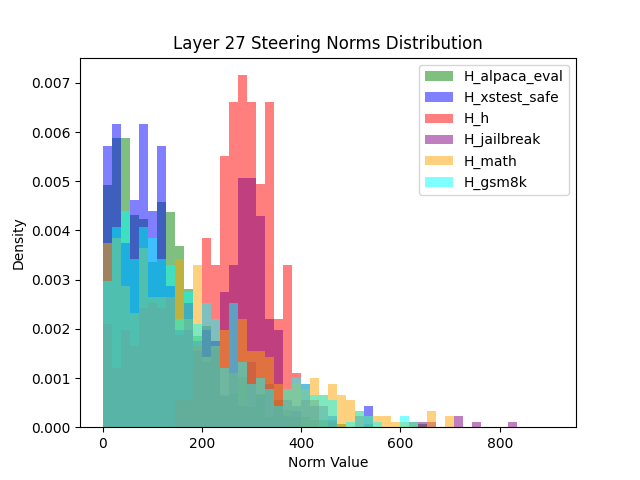 Layer 27 Steering Norms Distribution
H_alpaca_eval
H_xstest_safe
H_h
H_jailbreak
H_math
H_gsm8k
Density
0.007
0.006
0.005
0.004
0.003
0.002
0.001
0.000
0 200 400 600 800
Norm Value